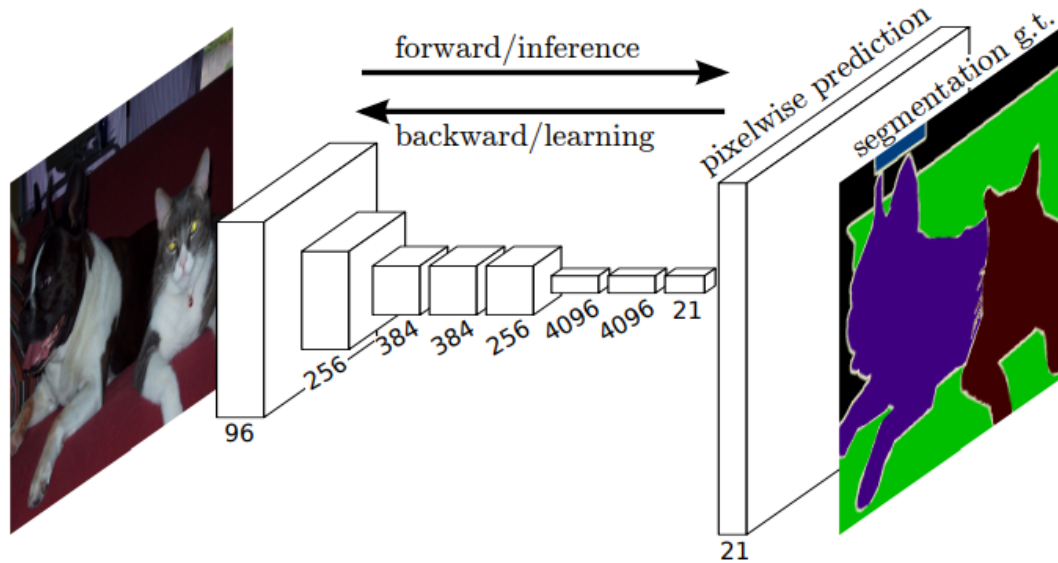 forward/inference
backward/learning
pixelwise prediction
segmentation g.t.
96
256
384
384
256
4096
4096
21
21